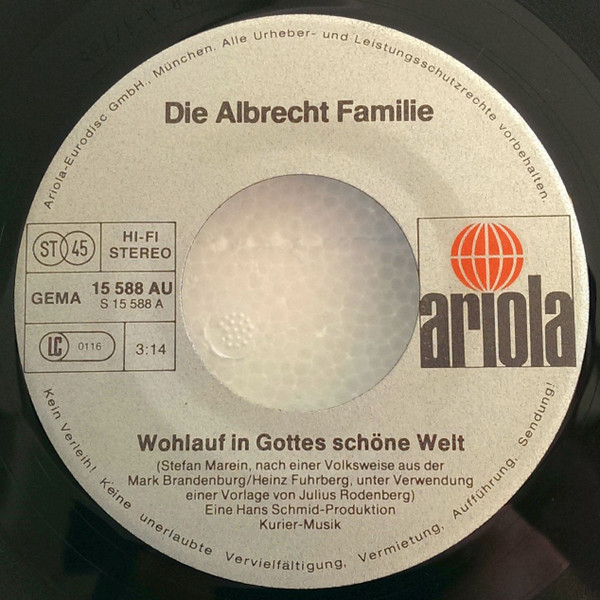 Ariola-Eurodisc GmbH., München. Alle Urheber- und Leistungsschutzrechte vorbehalten.
Die Albrecht Familie
ST 45
HI-FI
STEREO
GEMA
15 588 AU
S 15 588 A
LC 0116
3:14
ariola
Wohlauf in Gottes schöne Welt
(Stefan Marein, nach einer Volksweise aus der
Mark Brandenburg/Heinz Fuhrberg, unter Verwendung
einer Vorlage von Julius Rodenberg)
Eine Hans Schmid-Produktion
Kurier-Musik
Kein Verleih! Keine unerlaubte Vervielfältigung, Vermietung, Aufführung, Sendung!